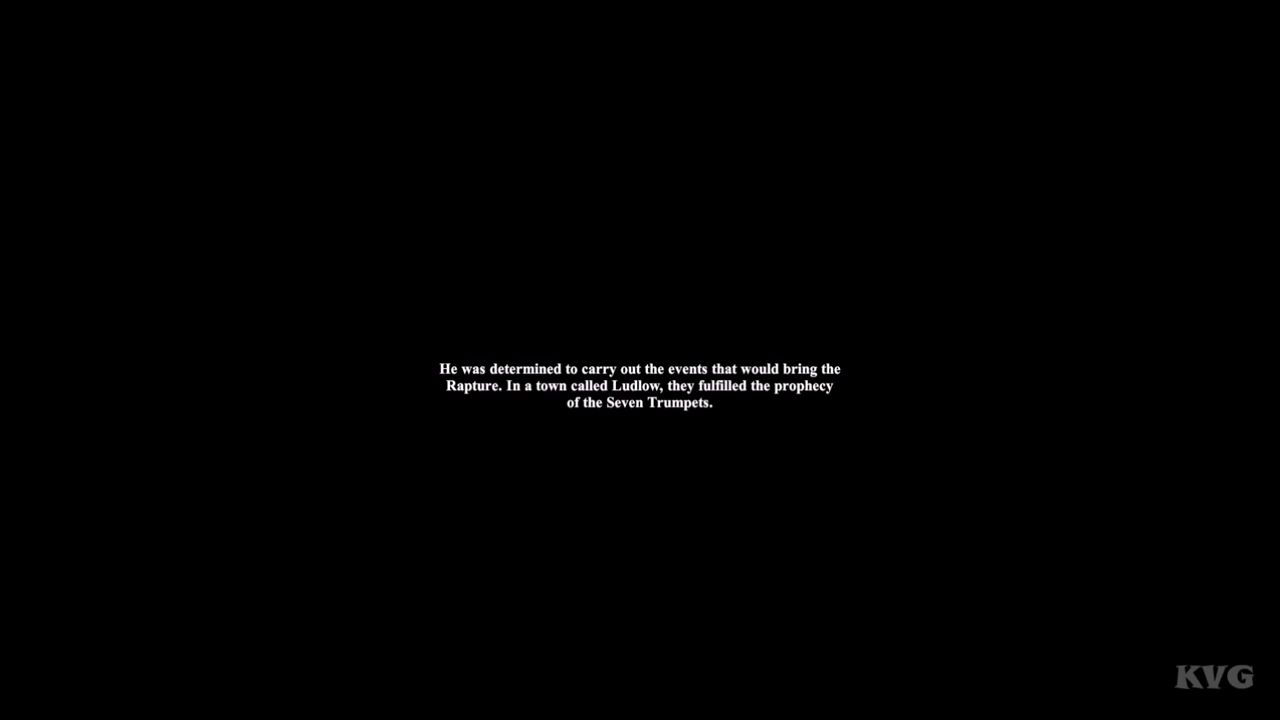 He was determined to carry out the events that would bring the
Rapture. In a town called Ludlow, they fulfilled the prophecy
of the Seven Trumpets.
KVG